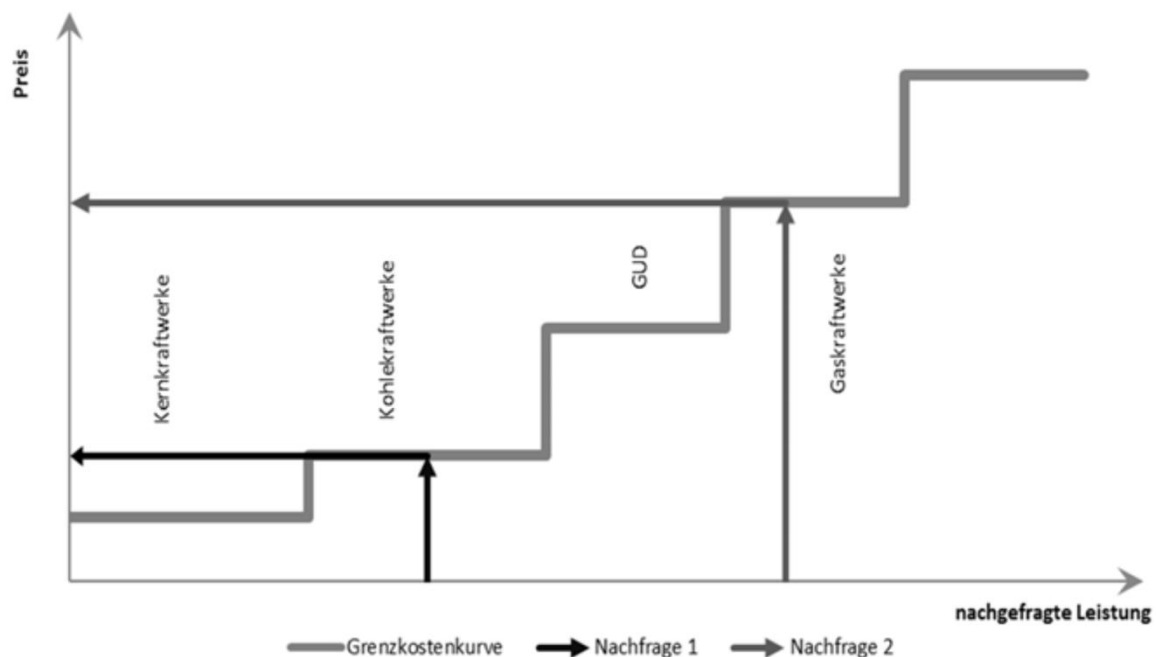 Preis
Kernkraftwerke
Kohlekraftwerke
GUD
Gaskraftwerke
nachgefragte Leistung
Grenzkostenkurve
Nachfrage 1
Nachfrage 2